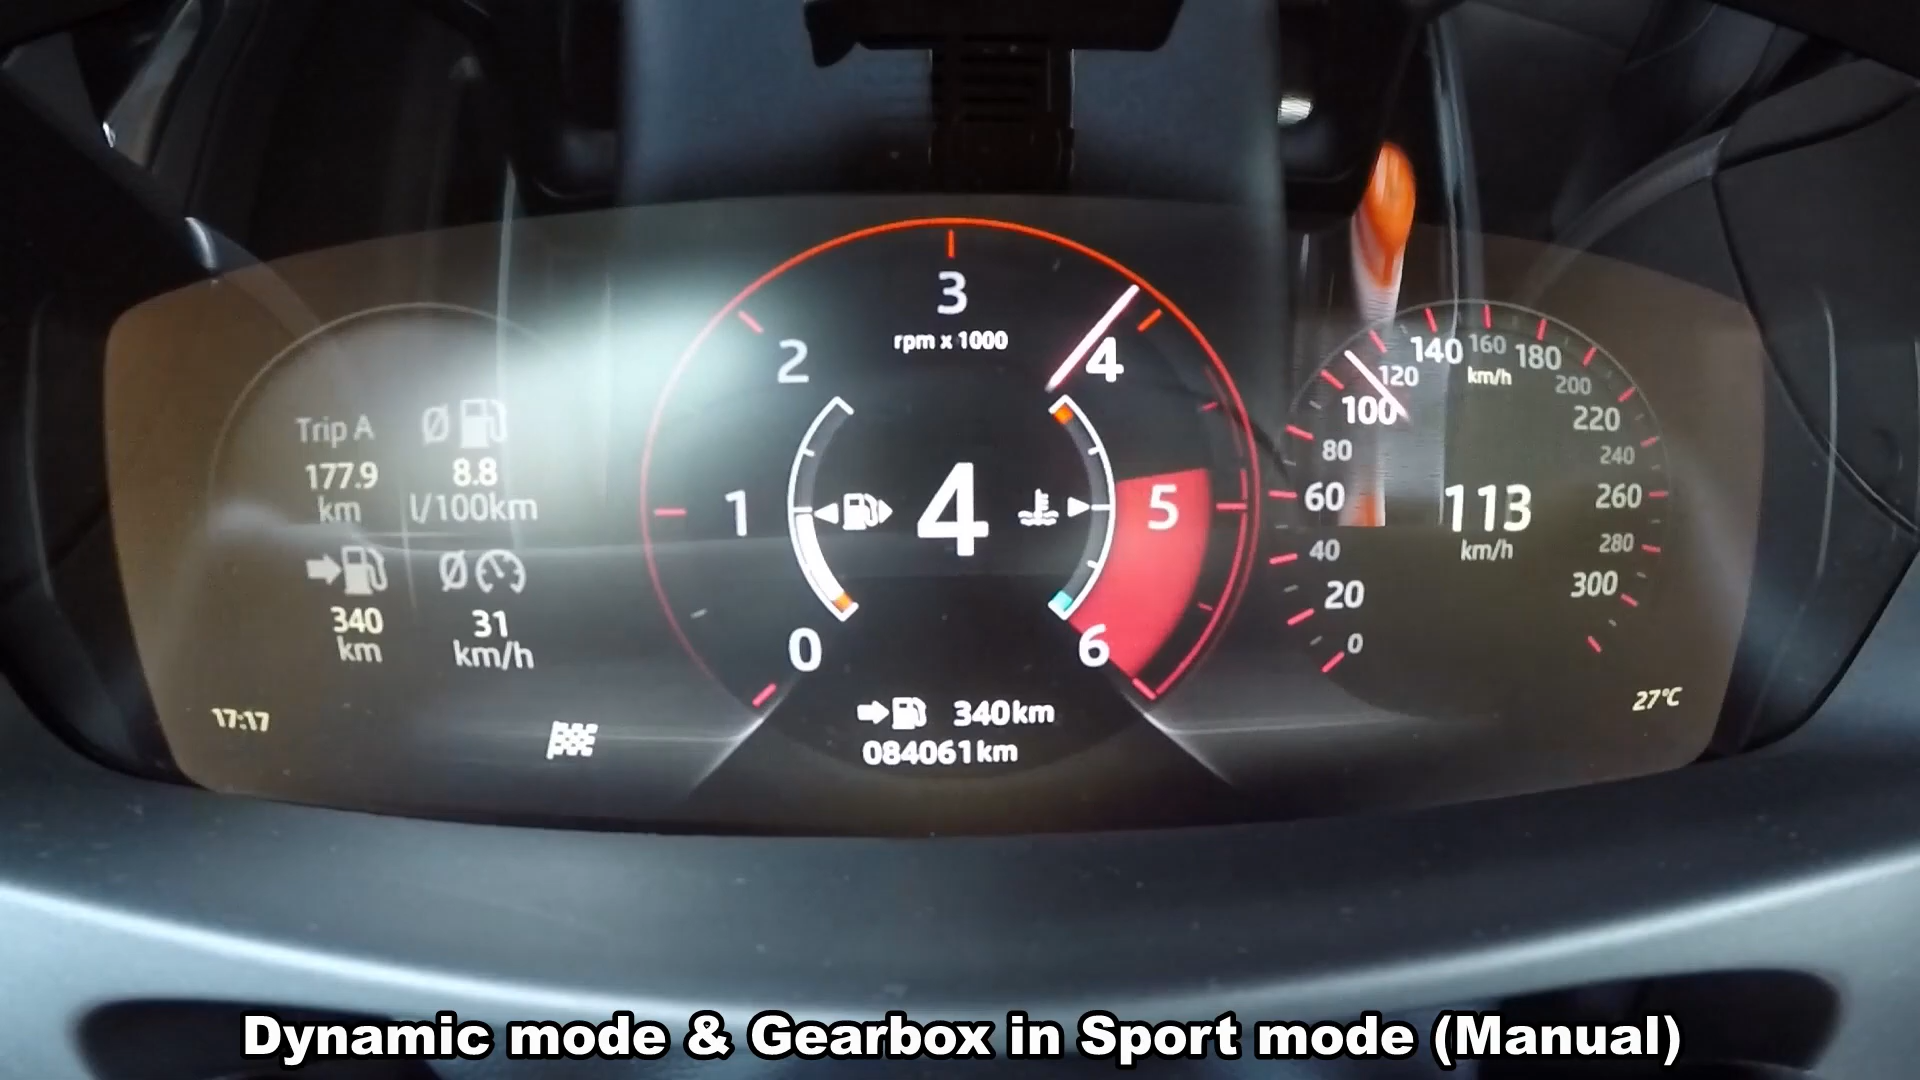 Trip A
177.9
km
8.8
l/100km
340
km
31
km/h
17:17
0
1
2
3
4
5
6
rpm x 1000
4
340km
084061km
0
20
40
60
80
100
120
140
160
180
200
220
240
260
280
300
km/h
113
km/h
27°C
Dynamic mode & Gearbox in Sport mode (Manual)